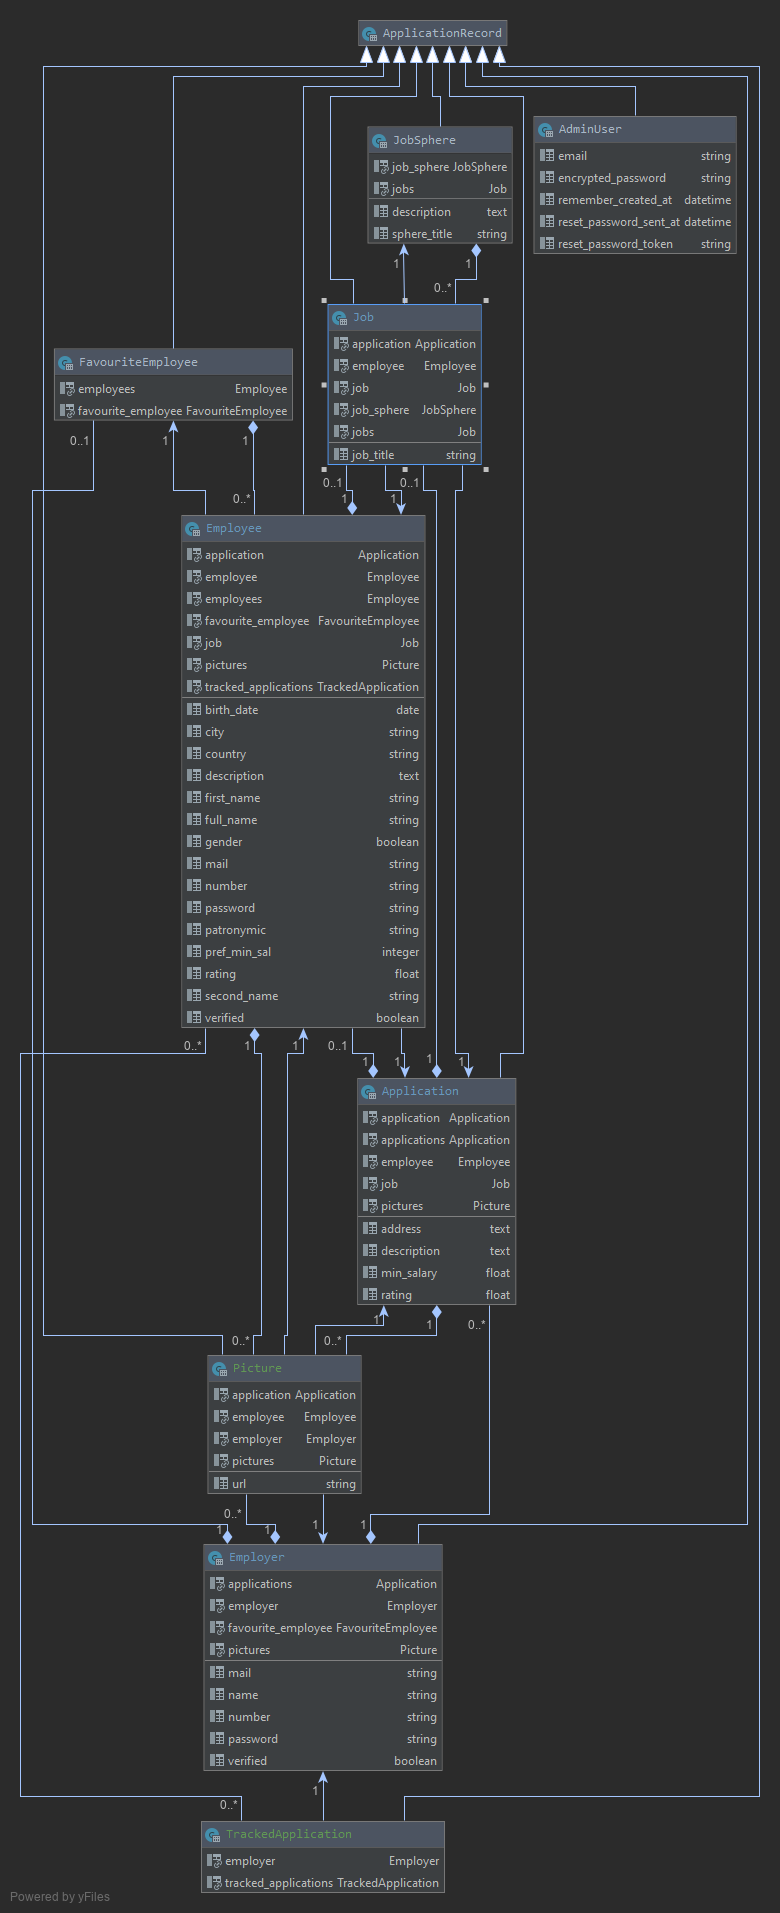 ApplicationRecord
JobSphere
job_sphere JobSphere
jobs Job
description text
sphere_title string
AdminUser
email string
encrypted_password string
remember_created_at datetime
reset_password_sent_at datetime
reset_password_token string
1
1
0..*
Job
application Application
employee Employee
job Job
job_sphere JobSphere
jobs Job
job_title string
FavouriteEmployee
employees Employee
favourite_employee FavouriteEmployee
0..1
1
1
0..*
0..1
1
1
0..1
Employee
application Application
employee Employee
employees Employee
favourite_employee FavouriteEmployee
job Job
pictures Picture
tracked_applications TrackedApplication
birth_date date
city string
country string
description text
first_name string
full_name string
gender boolean
mail string
number string
password string
patronymic string
pref_min_sal integer
rating float
second_name string
verified boolean
0..*
1
1
0..1
1
1
1
1
Application
application Application
applications Application
employee Employee
job Job
pictures Picture
address text
description text
min_salary float
rating float
0..*
1
0..*
1
0..*
Picture
application Application
employee Employee
employer Employer
pictures Picture
url string
0..*
1
1
1
1
Employer
applications Application
employer Employer
favourite_employee FavouriteEmployee
pictures Picture
mail string
name string
number string
password string
verified boolean
1
0..*
TrackedApplication
employer Employer
tracked_applications TrackedApplication
Powered by yFiles